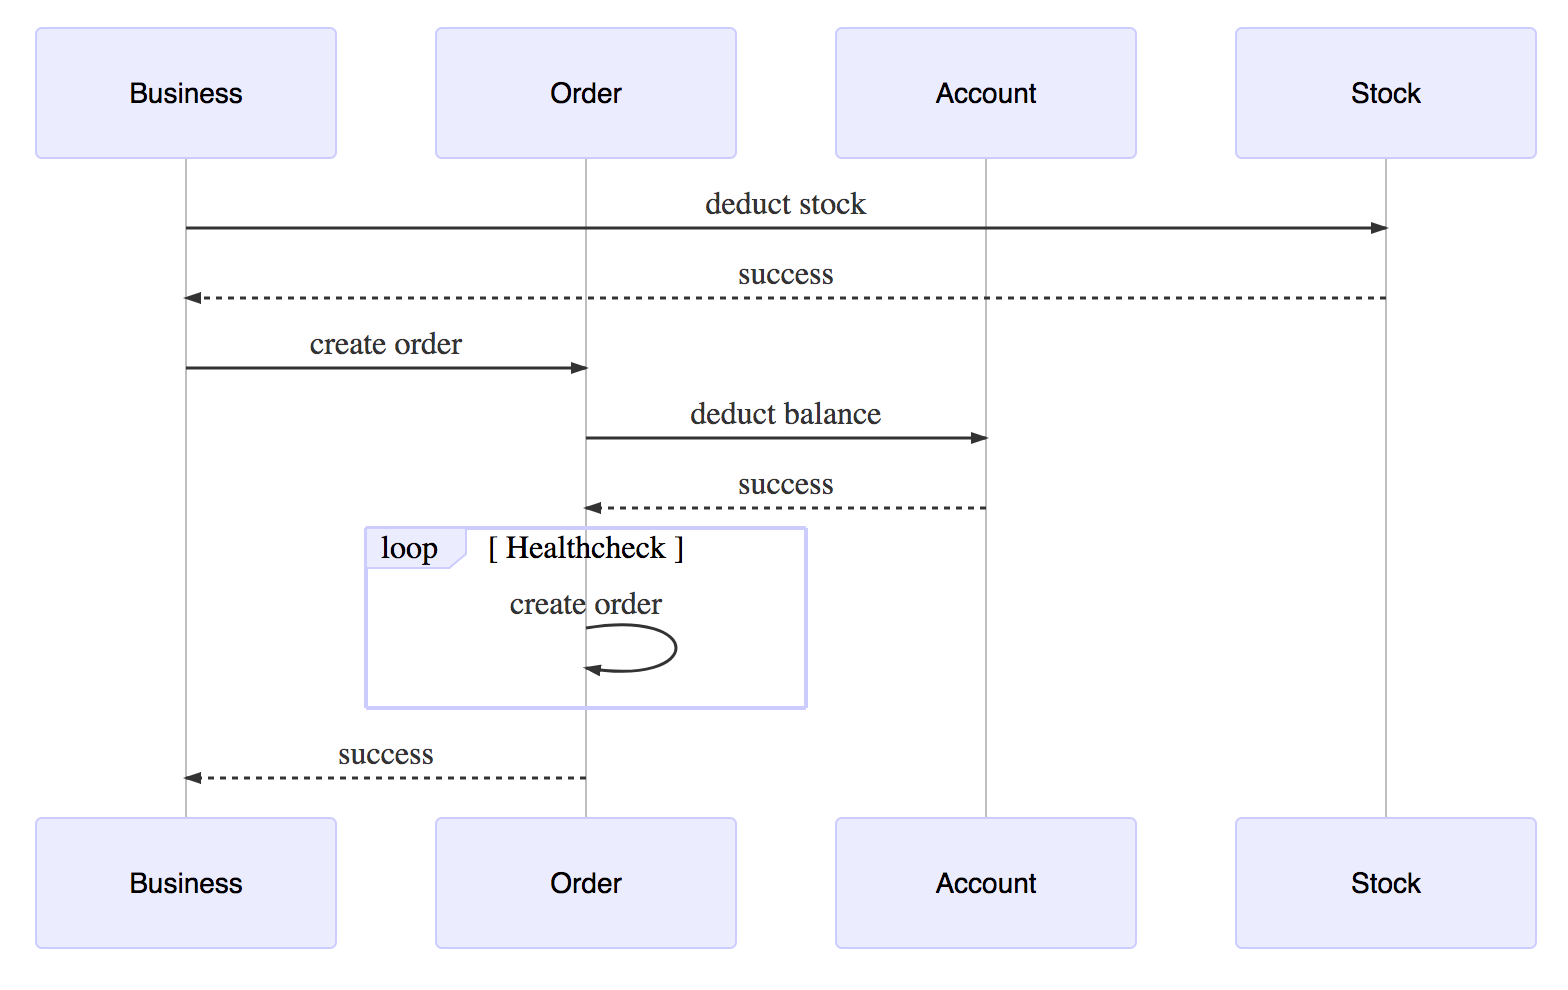 Business
Order
Account
Stock
deduct stock
success
create order
deduct balance
success
loop [ Healthcheck ]
create order
success
Business
Order
Account
Stock